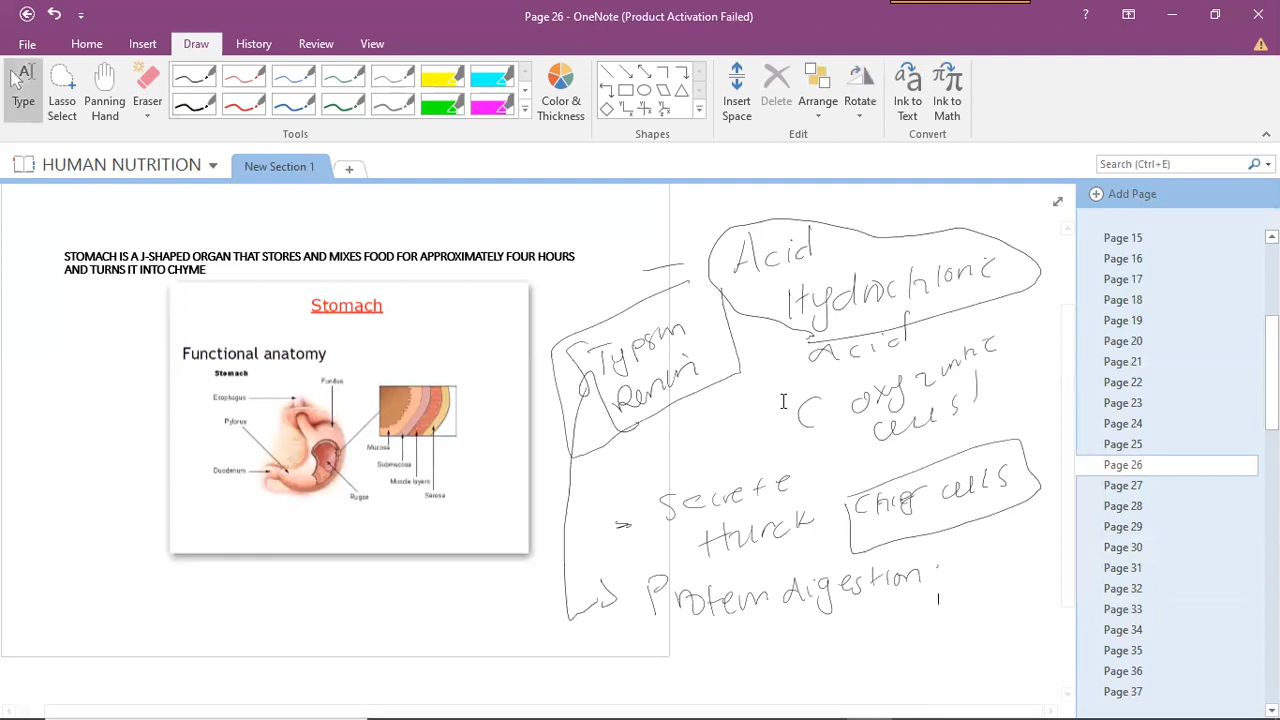 Page 26 - OneNote (Product Activation Failed)
File Home Insert Draw History Review View
Type
Lasso Select
Panning Hand
Eraser
Color & Thickness
Insert Space
Delete
Arrange
Rotate
Ink to Text
Ink to Math
Tools Shapes Edit Convert
HUMAN NUTRITION New Section 1 Search (Ctrl+E)
Add Page
STOMACH IS A J-SHAPED ORGAN THAT STORES AND MIXES FOOD FOR APPROXIMATELY FOUR HOURS
AND TURNS IT INTO CHYME
Stomach
Functional anatomy
Stomach
Fundus
Esophagus
Pylorus
Mucosa
Submucosa
Duodenum
Muscle layers
Rugae
Serosa
Acid
Hydrochloric
Acid
Typsin
Renin
( oxyzintic
cells )
Secrete
chief cells
Protein digestion
Page 15
Page 16
Page 17
Page 18
Page 19
Page 20
Page 21
Page 22
Page 23
Page 24
Page 25
Page 26
Page 27
Page 28
Page 29
Page 30
Page 31
Page 32
Page 33
Page 34
Page 35
Page 36
Page 37